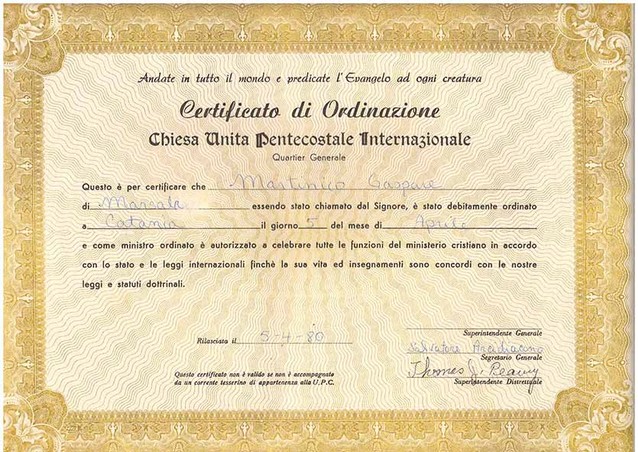 Andate in tutto il mondo e predicate l'Evangelo ad ogni creatura
Certificato di Ordinazione
Chiesa Unita Pentecostale Internazionale
Quartier Generale
Questo è per certificare che Martinico Gaspare
di Marsala essendo stato chiamato dal Signore, è stato debitamente ordinato
a Catania il giorno 5 del mese di Aprile
e come ministro ordinato è autorizzato a celebrare tutte le funzioni del ministerio cristiano in accordo
con lo stato e le leggi internazionali finchè la sua vita ed insegnamenti sono concordi con le nostre
leggi e statuti dottrinali.
Rilasciato il 5-4-80
Superintendente Generale
Salvatore
Segretario Generale
Thomas J.
Superintendente Distrettuale
Questo certificato non è valido se non è accompagnato
da un corrente tesserino di appartenenza alla U.P.C.